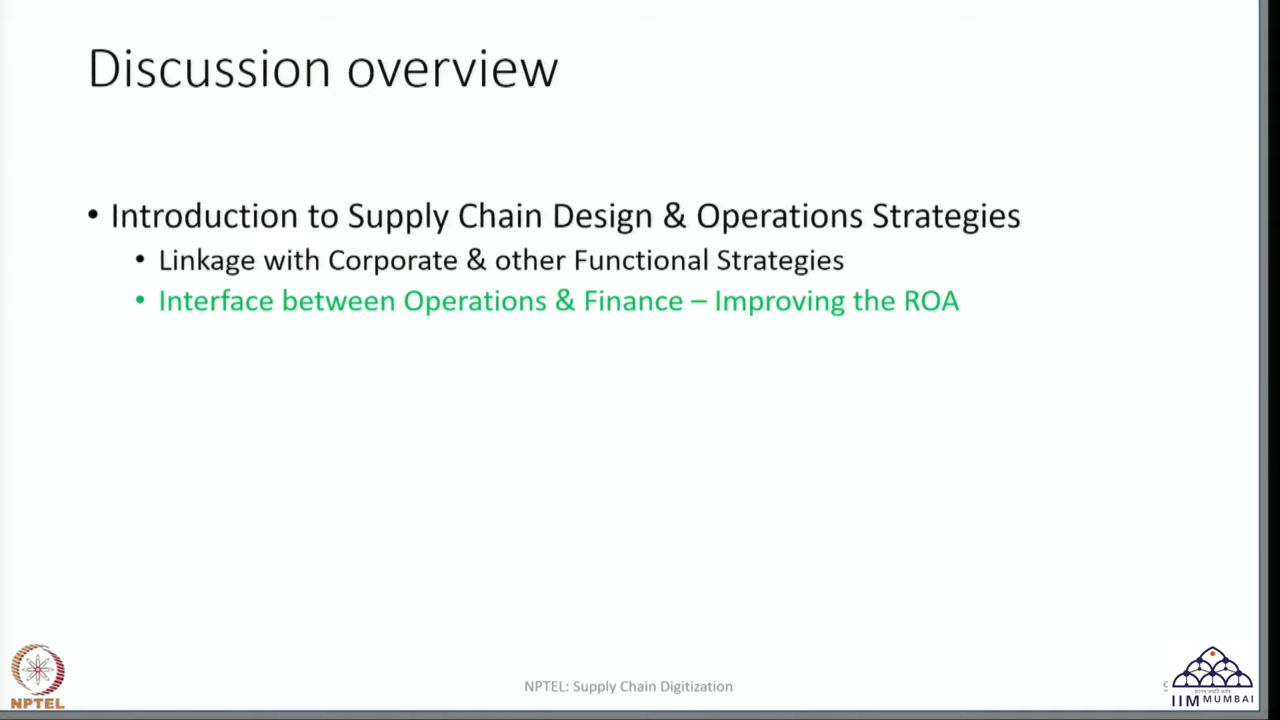 Discussion overview
• Introduction to Supply Chain Design & Operations Strategies
• Linkage with Corporate & other Functional Strategies
• Interface between Operations & Finance – Improving the ROA
NPTEL
NPTEL: Supply Chain Digitization
IIM MUMBAI